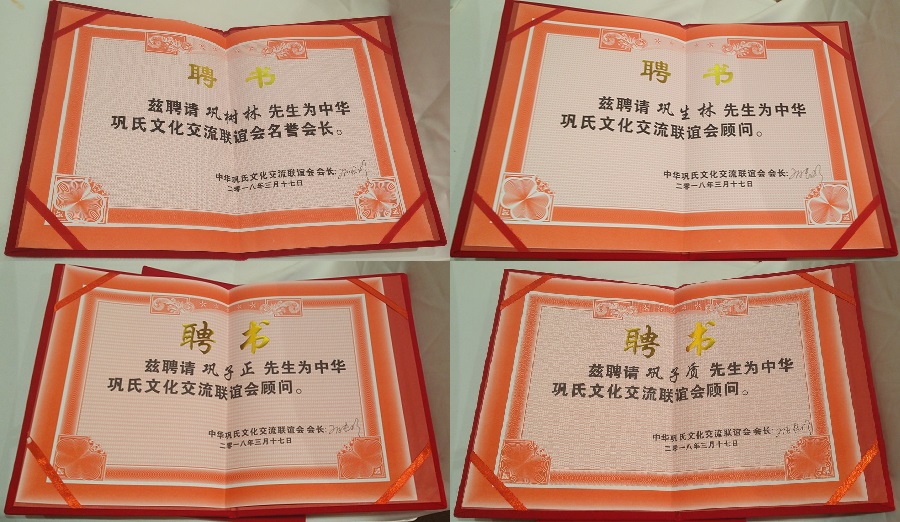 聘书
兹聘请 巩树林 先生为中华
巩氏文化交流联谊会名誉会长。
中华巩氏文化交流联谊会会长:
二零一八年三月十七日
聘书
兹聘请 巩生林 先生为中华
巩氏文化交流联谊会顾问。
中华巩氏文化交流联谊会会长:
二零一八年三月十七日
聘书
兹聘请 巩子正 先生为中华
巩氏文化交流联谊会顾问。
中华巩氏文化交流联谊会会长:
二零一八年三月十七日
聘书
兹聘请 巩子质 先生为中华
巩氏文化交流联谊会顾问。
中华巩氏文化交流联谊会会长:
二零一八年三月十七日